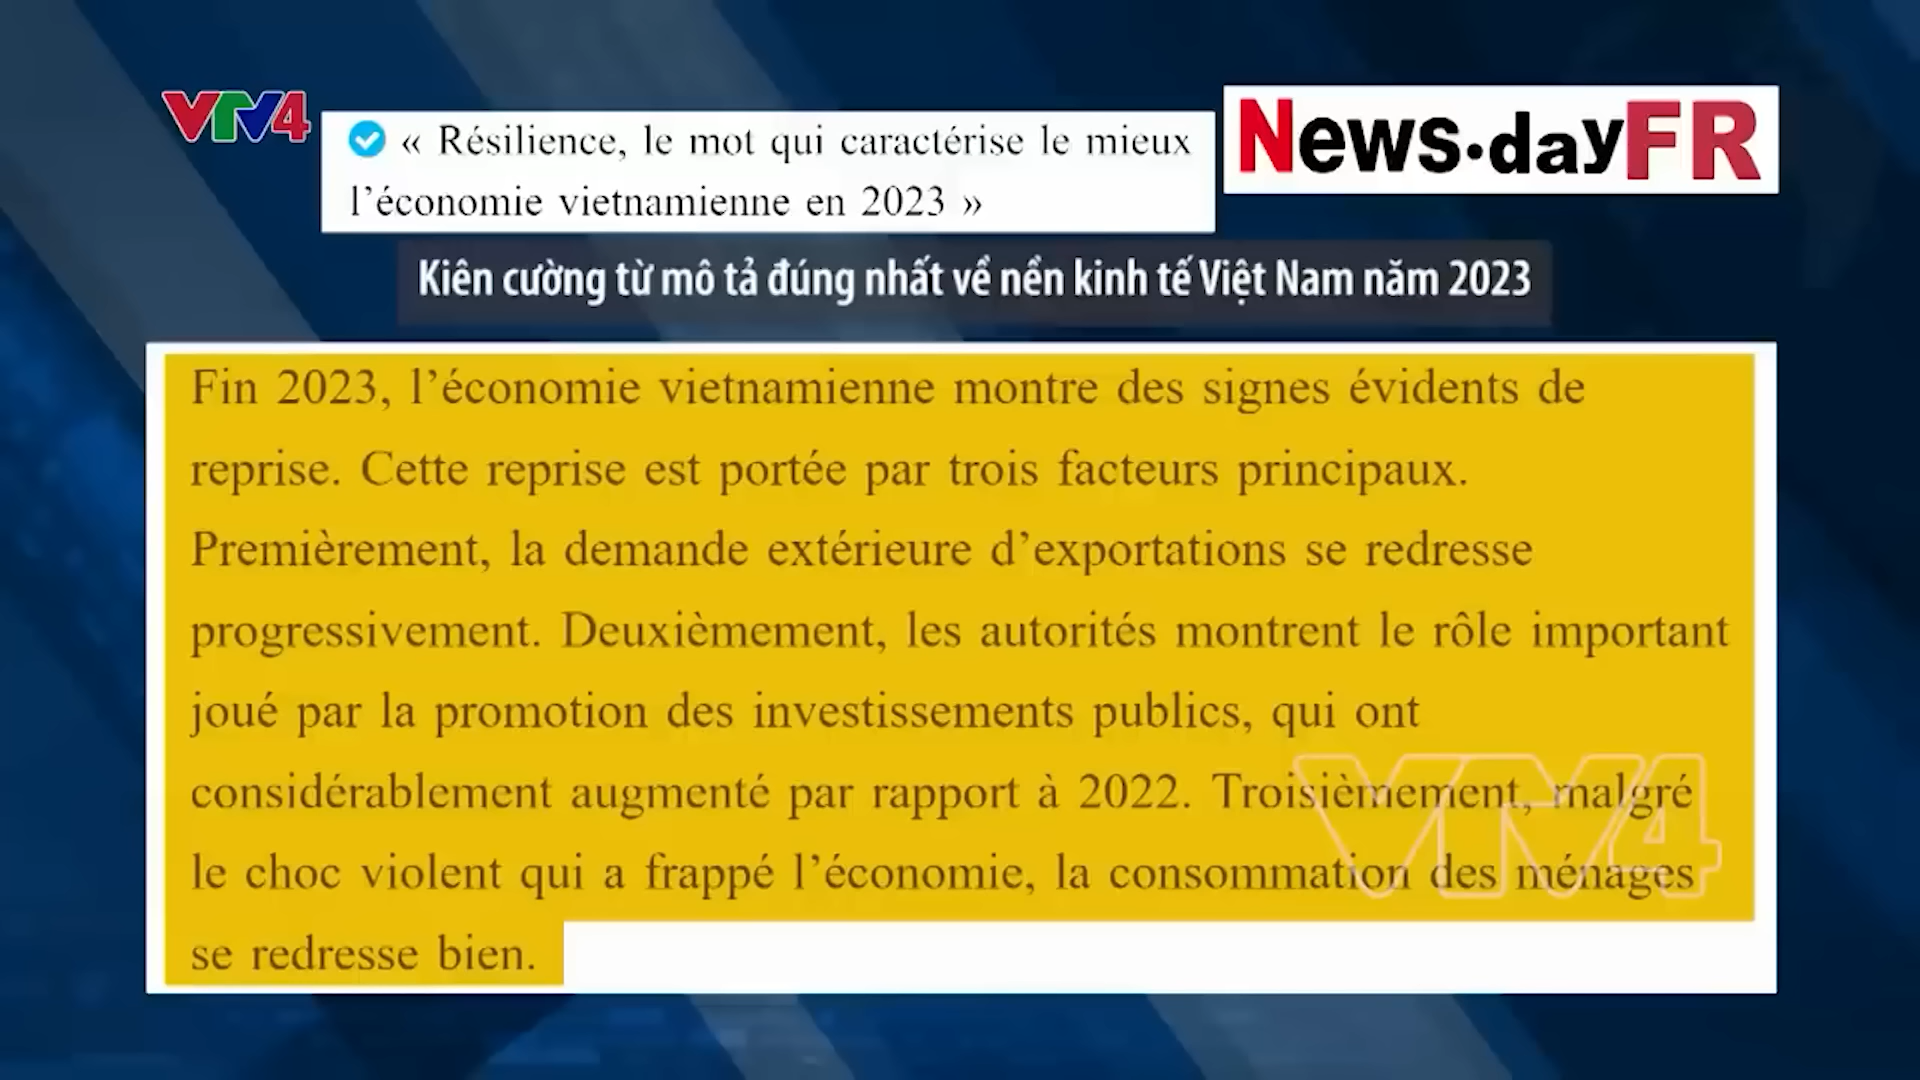 VTV4
« Résilience, le mot qui caractérise le mieux
l’économie vietnamienne en 2023 »
News·dayFR
Kiên cường từ mô tả đúng nhất về nền kinh tế Việt Nam năm 2023
Fin 2023, l’économie vietnamienne montre des signes évidents de
reprise. Cette reprise est portée par trois facteurs principaux.
Premièrement, la demande extérieure d’exportations se redresse
progressivement. Deuxièmement, les autorités montrent le rôle important
joué par la promotion des investissements publics, qui ont
considérablement augmenté par rapport à 2022. Troisièmement, malgré
le choc violent qui a frappé l’économie, la consommation des ménages
se redresse bien.
VTV4